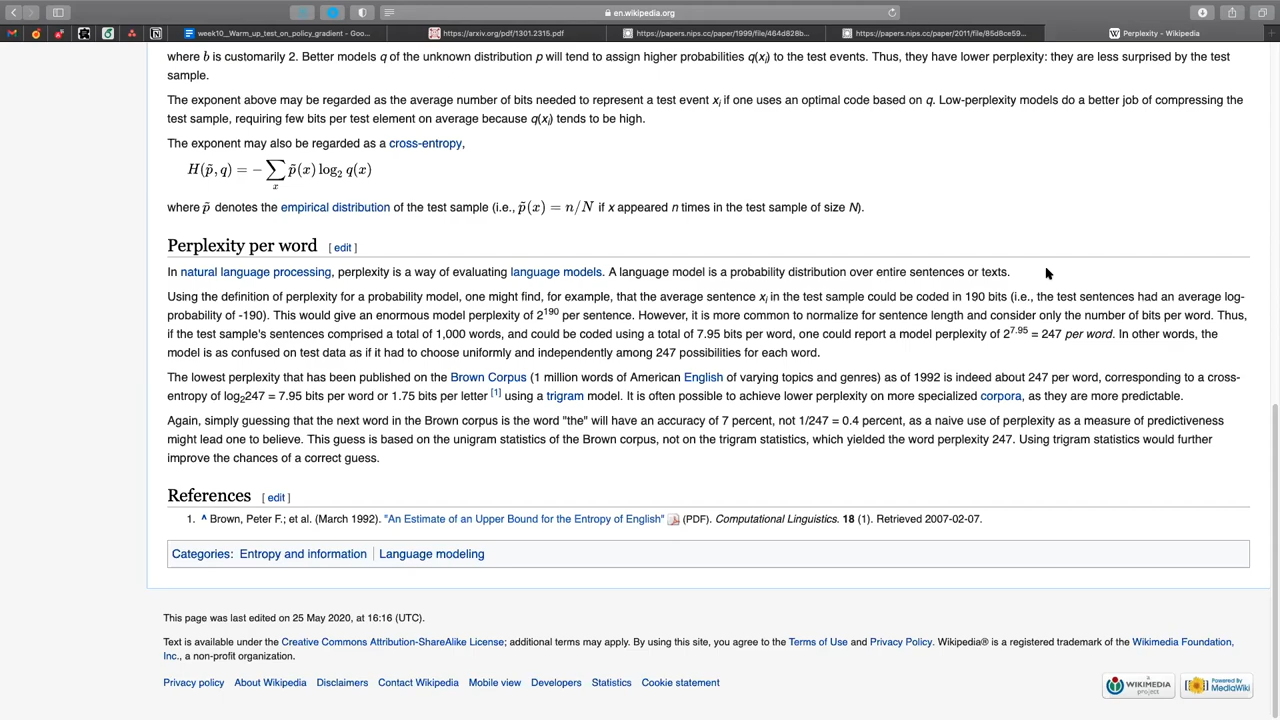 en.wikipedia.org
week10__Warm_up_test_on_policy_gradient - Goo...
https://arxiv.org/pdf/1301.2315.pdf
https://papers.nips.cc/paper/1999/file/464d828b...
https://papers.nips.cc/paper/2011/file/85d8ce59...
Perplexity - Wikipedia
where b is customarily 2. Better models q of the unknown distribution p will tend to assign higher probabilities q(xᵢ) to the test events. Thus, they have lower perplexity: they are less surprised by the test
sample.
The exponent above may be regarded as the average number of bits needed to represent a test event xᵢ if one uses an optimal code based on q. Low-perplexity models do a better job of compressing the
test sample, requiring few bits per test element on average because q(xᵢ) tends to be high.
The exponent may also be regarded as a cross-entropy,
H(p̃, q) = − ∑ₓ p̃(x) log₂ q(x)
where p̃ denotes the empirical distribution of the test sample (i.e., p̃(x) = n/N if x appeared n times in the test sample of size N).
Perplexity per word [ edit ]
In natural language processing, perplexity is a way of evaluating language models. A language model is a probability distribution over entire sentences or texts.
Using the definition of perplexity for a probability model, one might find, for example, that the average sentence xᵢ in the test sample could be coded in 190 bits (i.e., the test sentences had an average log-
probability of -190). This would give an enormous model perplexity of 2¹⁹⁰ per sentence. However, it is more common to normalize for sentence length and consider only the number of bits per word. Thus,
if the test sample's sentences comprised a total of 1,000 words, and could be coded using a total of 7.95 bits per word, one could report a model perplexity of 2^7.95 = 247 per word. In other words, the
model is as confused on test data as if it had to choose uniformly and independently among 247 possibilities for each word.
The lowest perplexity that has been published on the Brown Corpus (1 million words of American English of varying topics and genres) as of 1992 is indeed about 247 per word, corresponding to a cross-
entropy of log₂247 = 7.95 bits per word or 1.75 bits per letter [1] using a trigram model. It is often possible to achieve lower perplexity on more specialized corpora, as they are more predictable.
Again, simply guessing that the next word in the Brown corpus is the word "the" will have an accuracy of 7 percent, not 1/247 = 0.4 percent, as a naive use of perplexity as a measure of predictiveness
might lead one to believe. This guess is based on the unigram statistics of the Brown corpus, not on the trigram statistics, which yielded the word perplexity 247. Using trigram statistics would further
improve the chances of a correct guess.
References [ edit ]
1. ^ Brown, Peter F.; et al. (March 1992). "An Estimate of an Upper Bound for the Entropy of English" (PDF). Computational Linguistics. 18 (1). Retrieved 2007-02-07.
Categories: Entropy and information | Language modeling
This page was last edited on 25 May 2020, at 16:16 (UTC).
Text is available under the Creative Commons Attribution-ShareAlike License; additional terms may apply. By using this site, you agree to the Terms of Use and Privacy Policy. Wikipedia® is a registered trademark of the Wikimedia Foundation,
Inc., a non-profit organization.
Privacy policy About Wikipedia Disclaimers Contact Wikipedia Mobile view Developers Statistics Cookie statement
A WIKIMEDIA project
Powered By MediaWiki